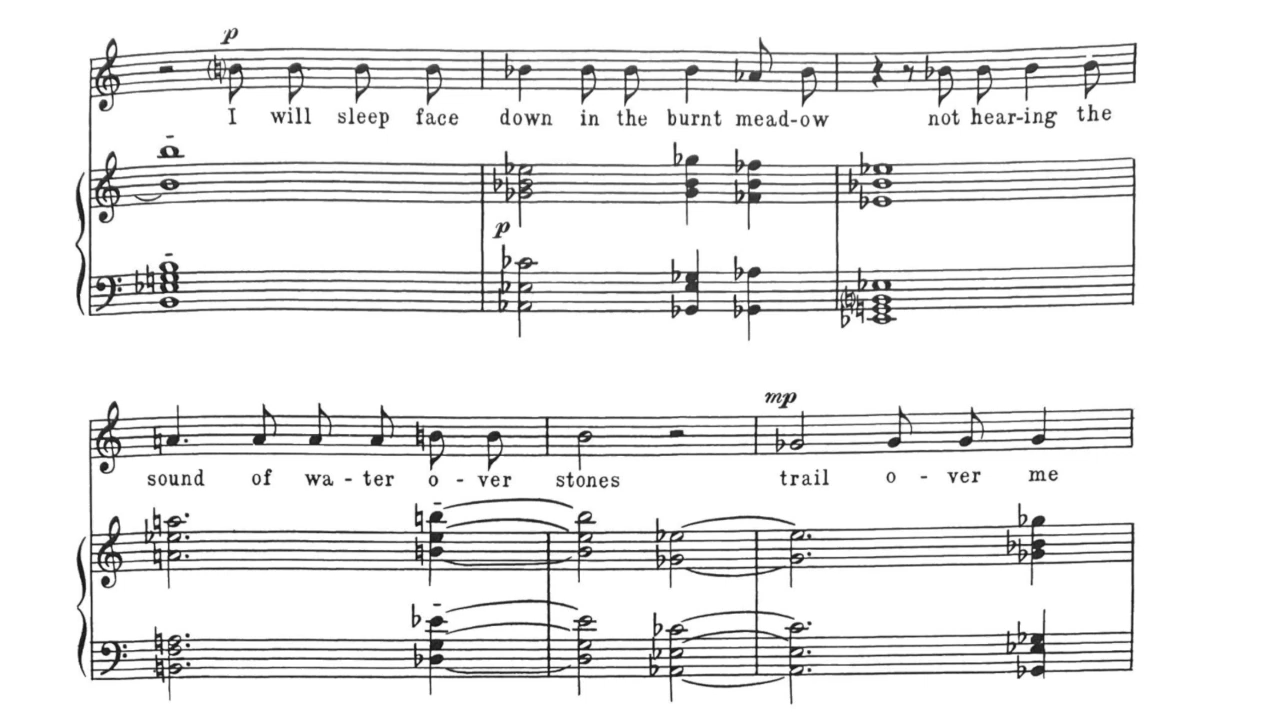 p
I will sleep face down in the burnt mead-ow not hear-ing the
p
mp
sound of wa - ter o - ver stones trail o - ver me